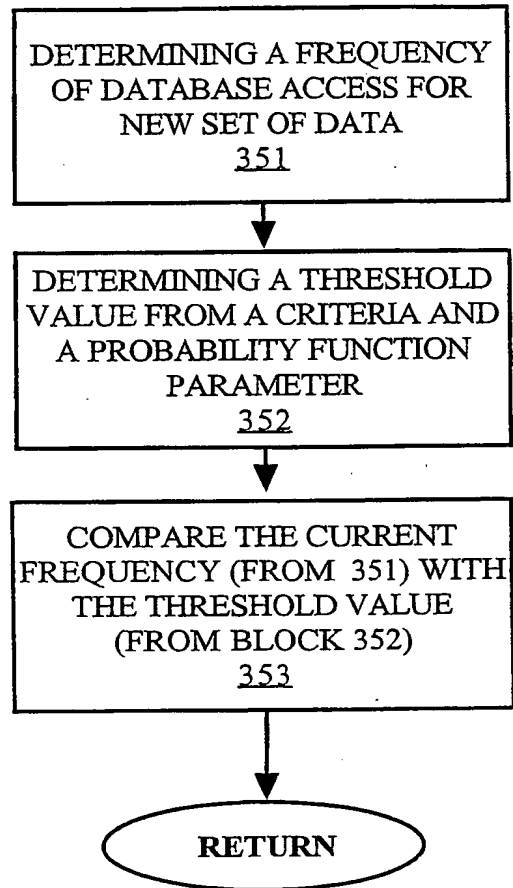 DETERMINING A FREQUENCY
OF DATABASE ACCESS FOR
NEW SET OF DATA
351
DETERMINING A THRESHOLD
VALUE FROM A CRITERIA AND
A PROBABILITY FUNCTION
PARAMETER
352
COMPARE THE CURRENT
FREQUENCY (FROM 351) WITH
THE THRESHOLD VALUE
(FROM BLOCK 352)
353
RETURN